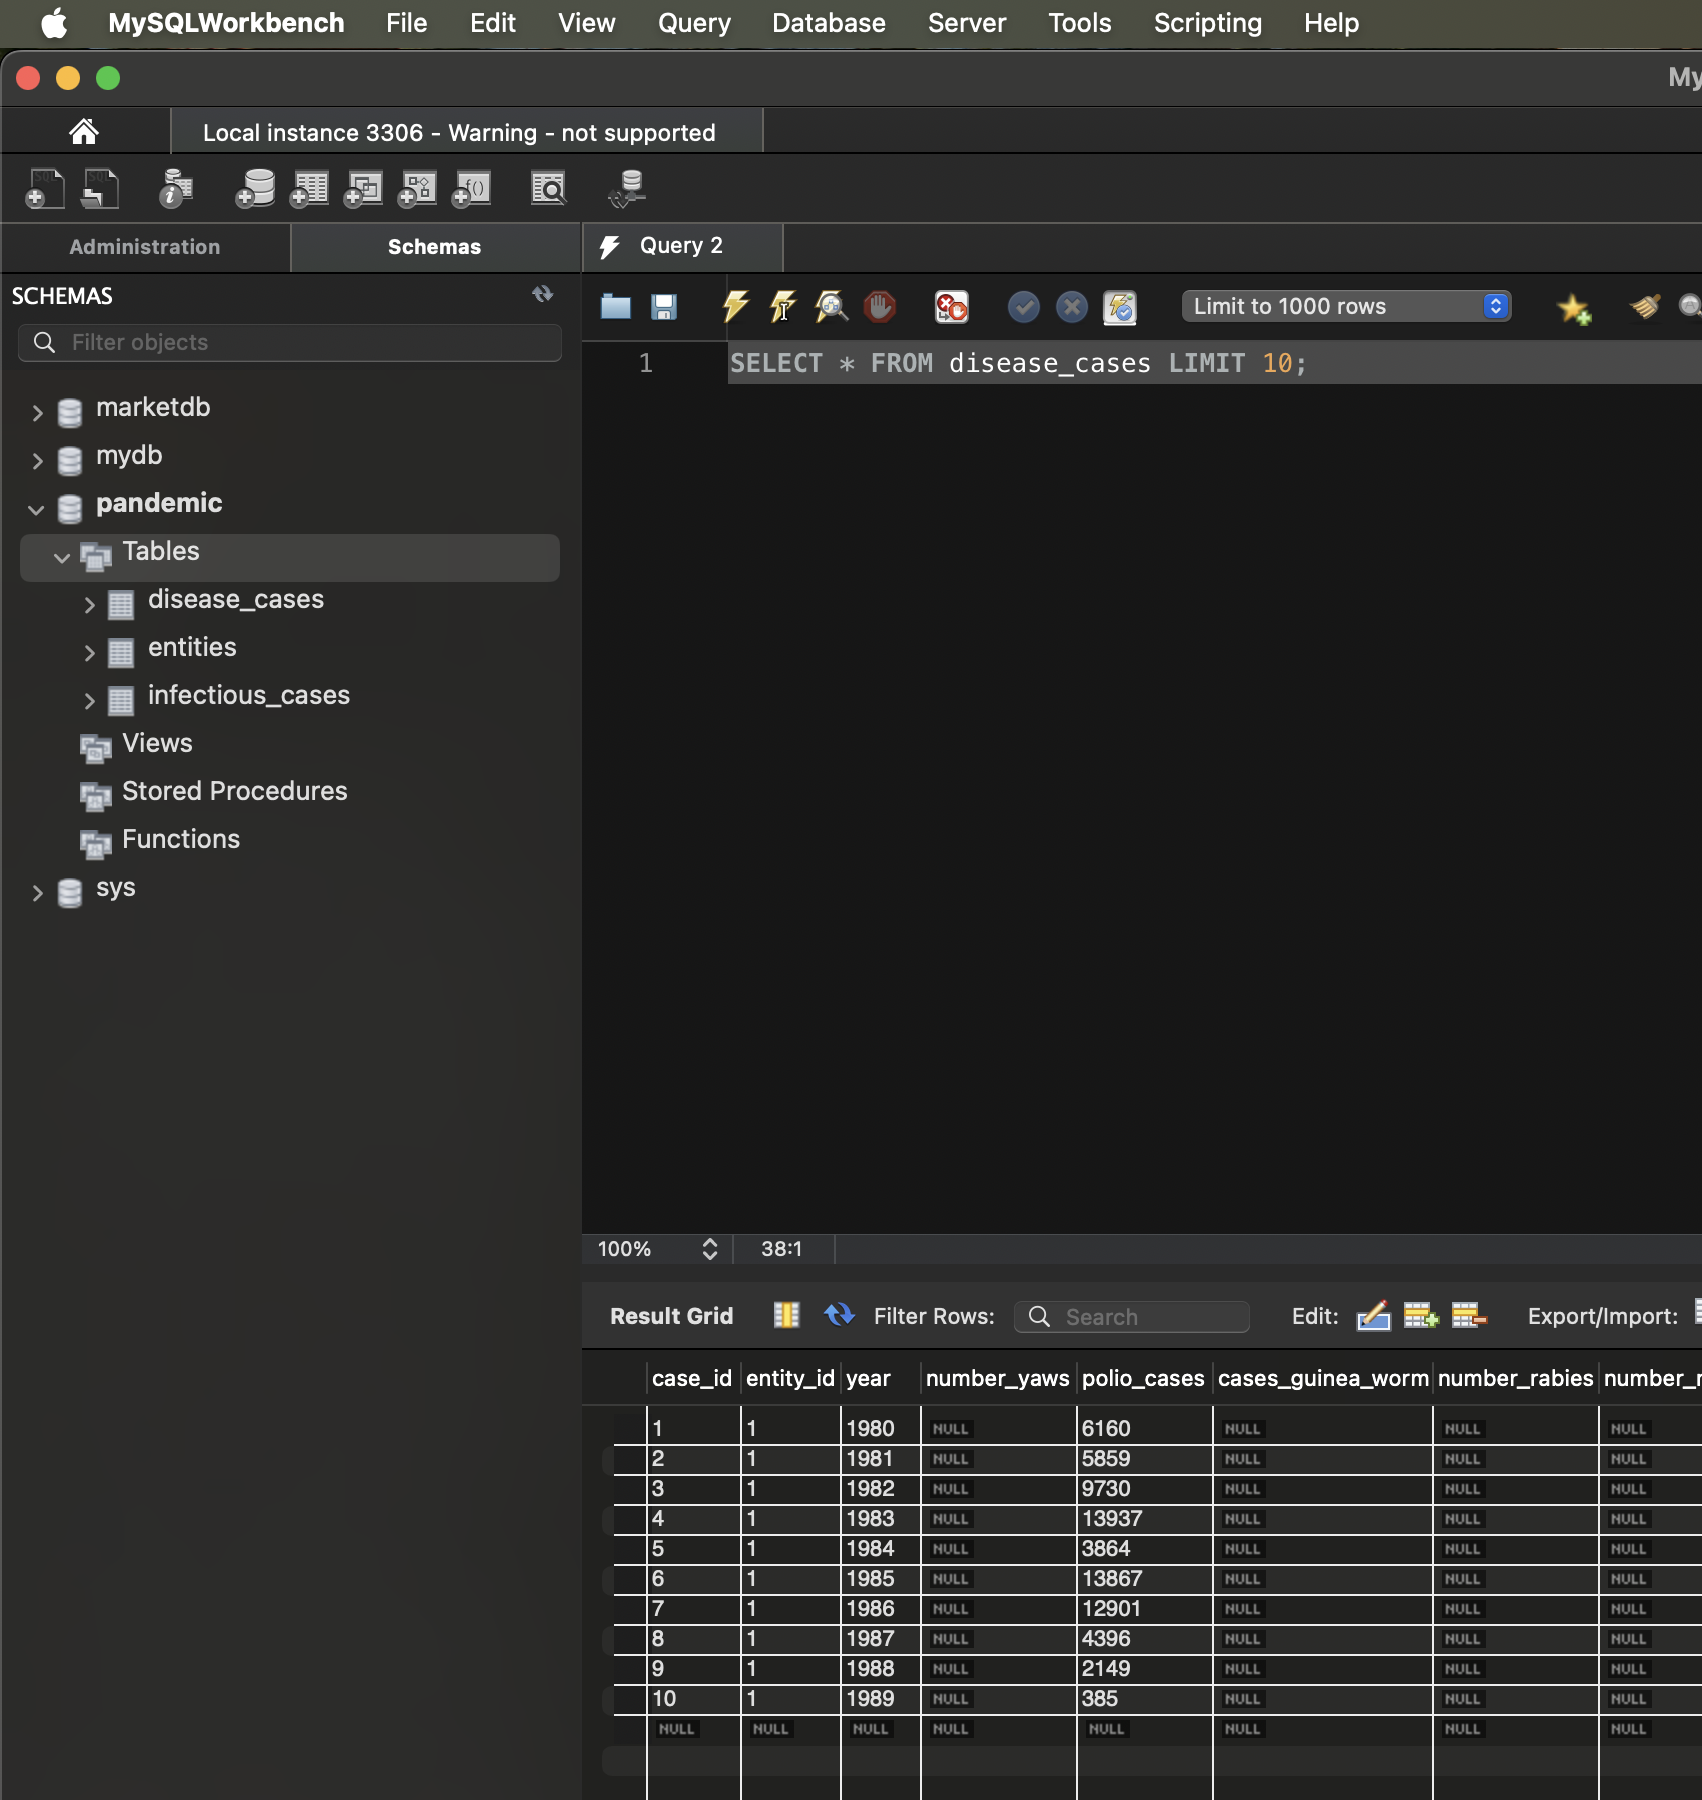 MySQLWorkbench File Edit View Query Database Server Tools Scripting Help
My
Local instance 3306 - Warning - not supported
Administration Schemas Query 2
SCHEMAS
Filter objects
Limit to 1000 rows
1 SELECT * FROM disease_cases LIMIT 10;
marketdb
mydb
pandemic
Tables
disease_cases
entities
infectious_cases
Views
Stored Procedures
Functions
sys
100% 38:1
Result Grid Filter Rows: Search Edit: Export/Import:
case_id entity_id year number_yaws polio_cases cases_guinea_worm number_rabies
1 1 1980 NULL 6160 NULL NULL NULL
2 1 1981 NULL 5859 NULL NULL NULL
3 1 1982 NULL 9730 NULL NULL NULL
4 1 1983 NULL 13937 NULL NULL NULL
5 1 1984 NULL 3864 NULL NULL NULL
6 1 1985 NULL 13867 NULL NULL NULL
7 1 1986 NULL 12901 NULL NULL NULL
8 1 1987 NULL 4396 NULL NULL NULL
9 1 1988 NULL 2149 NULL NULL NULL
10 1 1989 NULL 385 NULL NULL NULL
NULL NULL NULL NULL NULL NULL NULL NULL